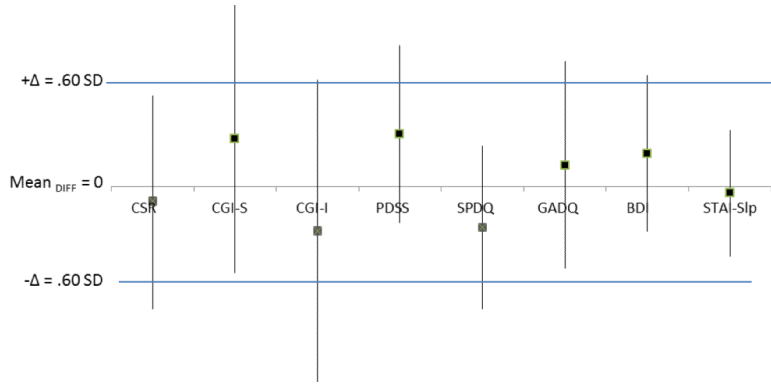 +Δ = .60 SD
Mean DIFF = 0
CSR CGI-S CGI-I PDSS SPDQ GADQ BDI STAI-Slp
-Δ = .60 SD